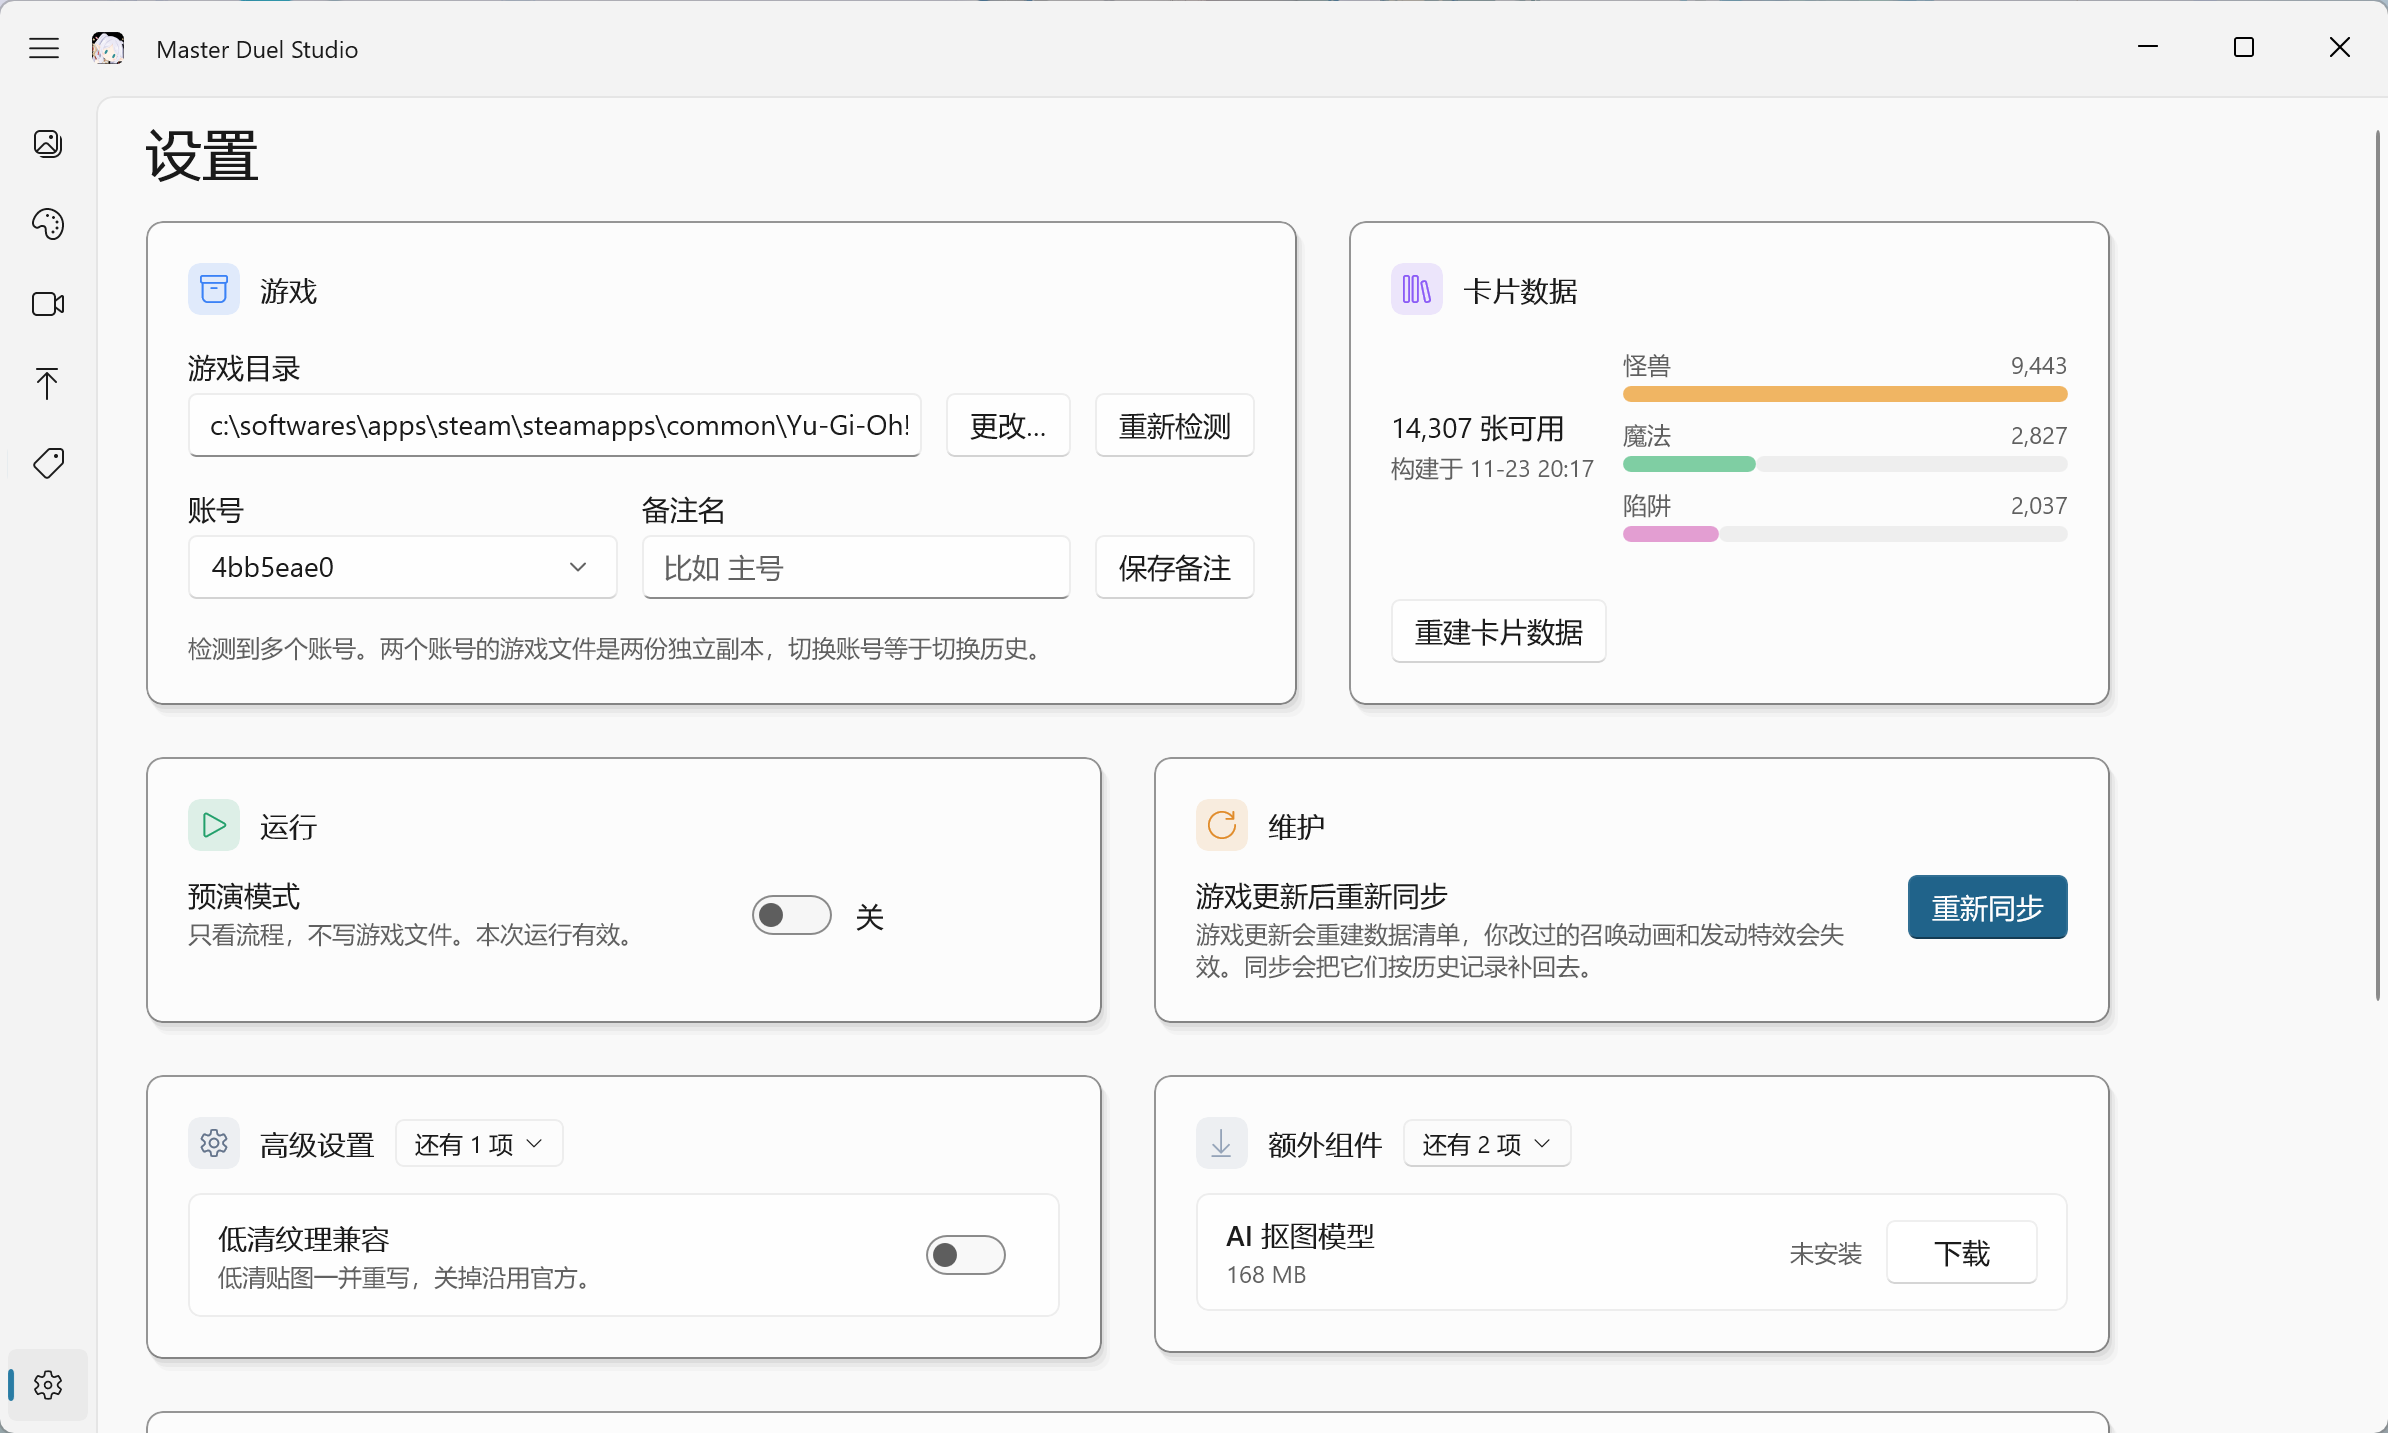 Master Duel Studio
设置
游戏
游戏目录
c:\softwares\apps\steam\steamapps\common\Yu-Gi-Oh!
更改...
重新检测
账号
备注名
4bb5eae0
比如 主号
保存备注
检测到多个账号。两个账号的游戏文件是两份独立副本，切换账号等于切换历史。
卡片数据
14,307 张可用
构建于 11-23 20:17
怪兽 9,443
魔法 2,827
陷阱 2,037
重建卡片数据
运行
预演模式
只看流程，不写游戏文件。本次运行有效。
关
维护
游戏更新后重新同步
游戏更新会重建数据清单，你改过的召唤动画和发动特效会失
效。同步会把它们按历史记录补回去。
重新同步
高级设置
还有 1 项
低清纹理兼容
低清贴图一并重写，关掉沿用官方。
额外组件
还有 2 项
AI 抠图模型
168 MB
未安装
下载